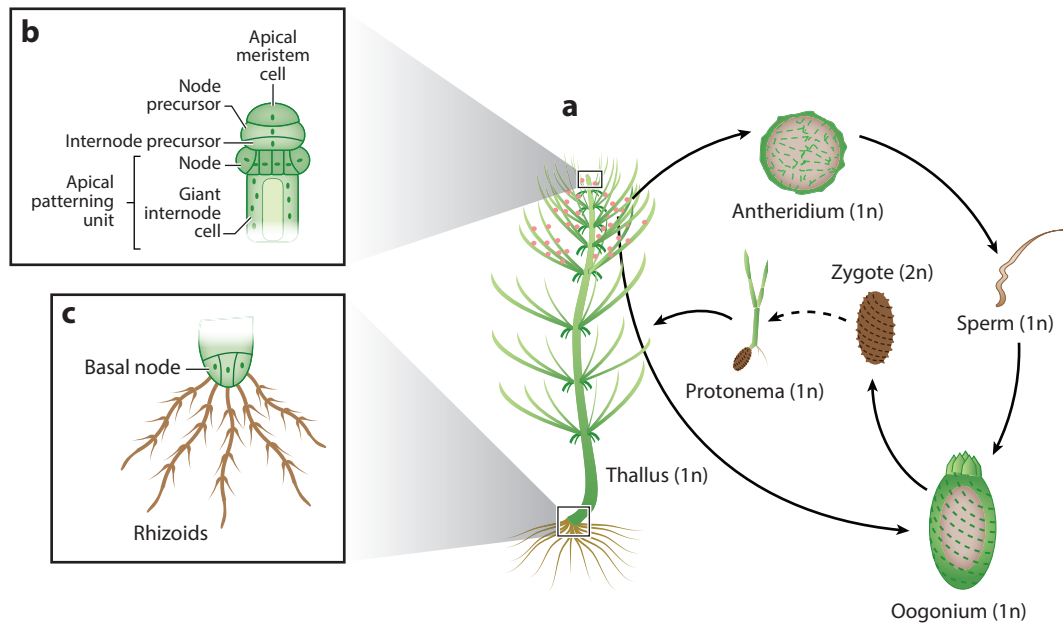 b
Apical
meristem
cell
Node
precursor
Internode precursor
Node
Apical
patterning
unit
Giant
internode
cell
c
Basal node
Rhizoids
a
Antheridium (1n)
Zygote (2n)
Sperm (1n)
Protonema (1n)
Thallus (1n)
Oogonium (1n)